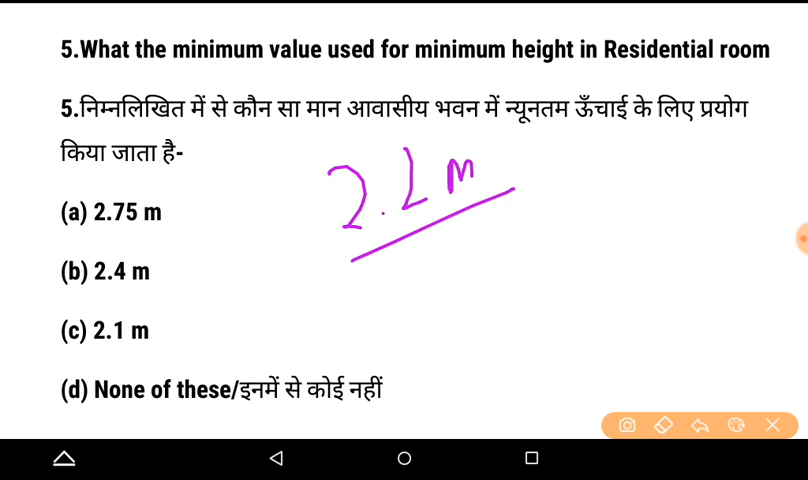 5.What the minimum value used for minimum height in Residential room
5.निम्नलिखित में से कौन सा मान आवासीय भवन में न्यूनतम ऊँचाई के लिए प्रयोग
किया जाता है-
2.2 m
(a) 2.75 m
(b) 2.4 m
(c) 2.1 m
(d) None of these/इनमें से कोई नहीं